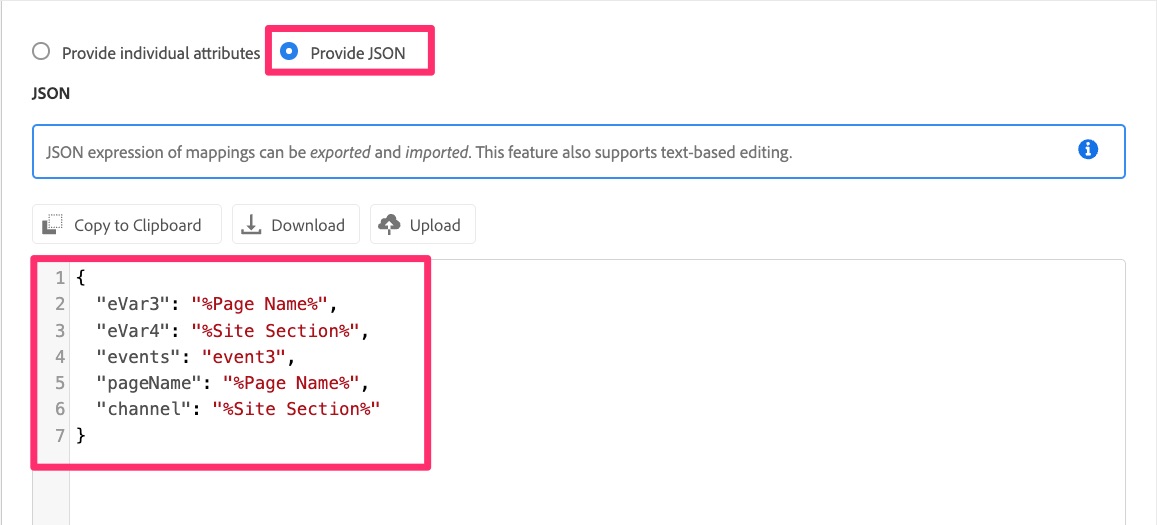 Provide individual attributes Provide JSON
JSON
JSON expression of mappings can be exported and imported. This feature also supports text-based editing.
Copy to Clipboard Download Upload
1 {
2 "eVar3": "%Page Name%",
3 "eVar4": "%Site Section%",
4 "events": "event3",
5 "pageName": "%Page Name%",
6 "channel": "%Site Section%"
7 }